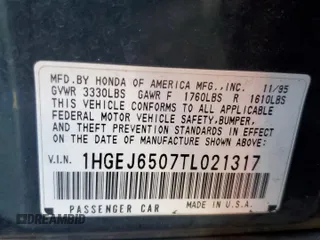 MFD. BY HONDA OF AMERICA MFG., INC. 11/95
GVWR 3330LBS GAWR F 1760LBS R 1610LBS
THIS VEHICLE CONFORMS TO ALL APPLICABLE
FEDERAL MOTOR VEHICLE SAFETY, BUMPER,
AND THEFT PREVENTION STANDARDS IN EFFECT
ON THE DATE OF MANUFACTURE SHOWN ABOVE.
V.I.N. 1HGEJ6507TL021317
PASSENGER CAR MADE IN U.S.A.
DREAMBID